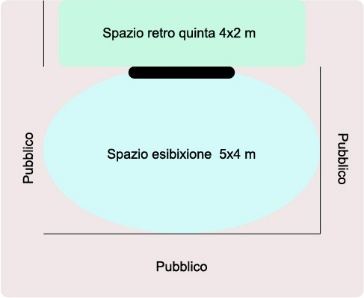 Spazio retro quinta 4x2 m
Pubblico
Spazio esibixione 5x4 m
Pubblico
Pubblico